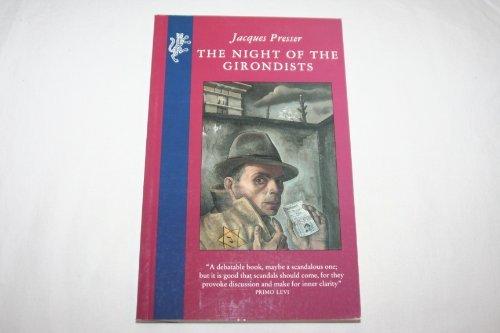 Jacques Presser
THE NIGHT OF THE
GIRONDISTS
"A debatable book, maybe a scandalous one;
but it is good that scandals should come, for they
provoke discussion and make for inner clarity"
PRIMO LEVI